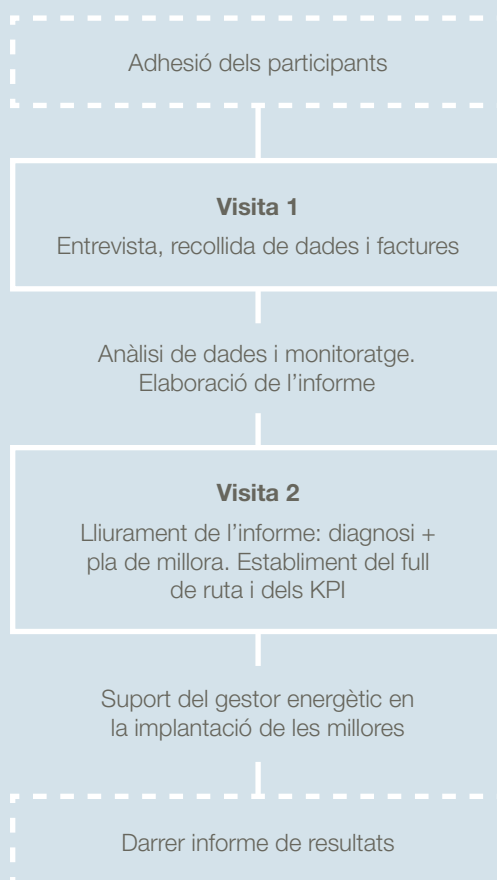 Adhesió dels participants
Visita 1
Entrevista, recollida de dades i factures
Anàlisi de dades i monitoratge.
Elaboració de l’informe
Visita 2
Lliurament de l’informe: diagnosi +
pla de millora. Establiment del full
de ruta i dels KPI
Suport del gestor energètic en
la implantació de les millores
Darrer informe de resultats